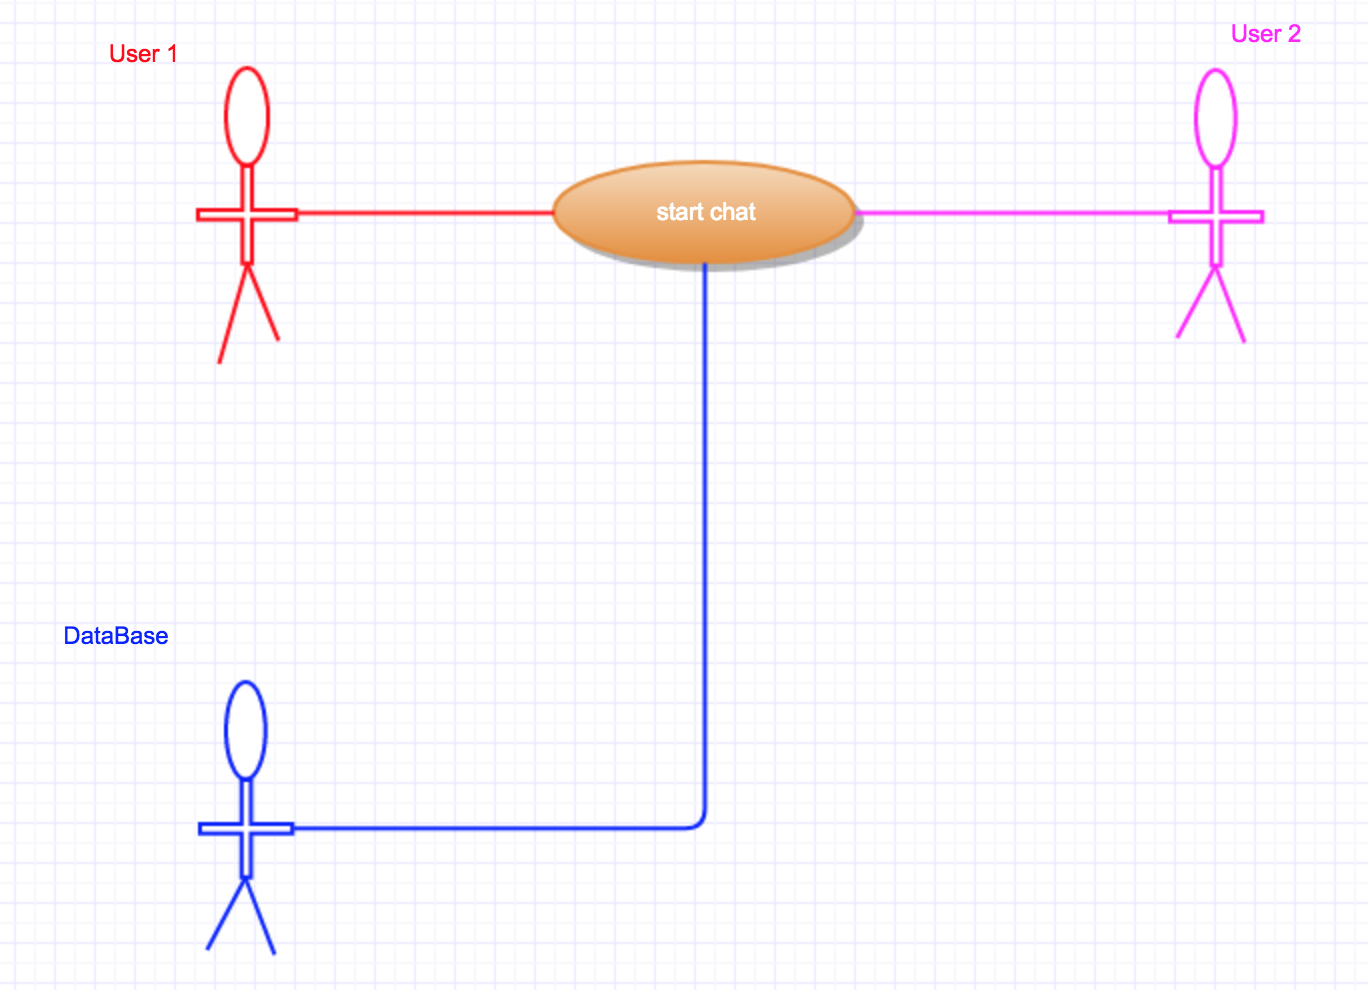 User 1
User 2
start chat
DataBase